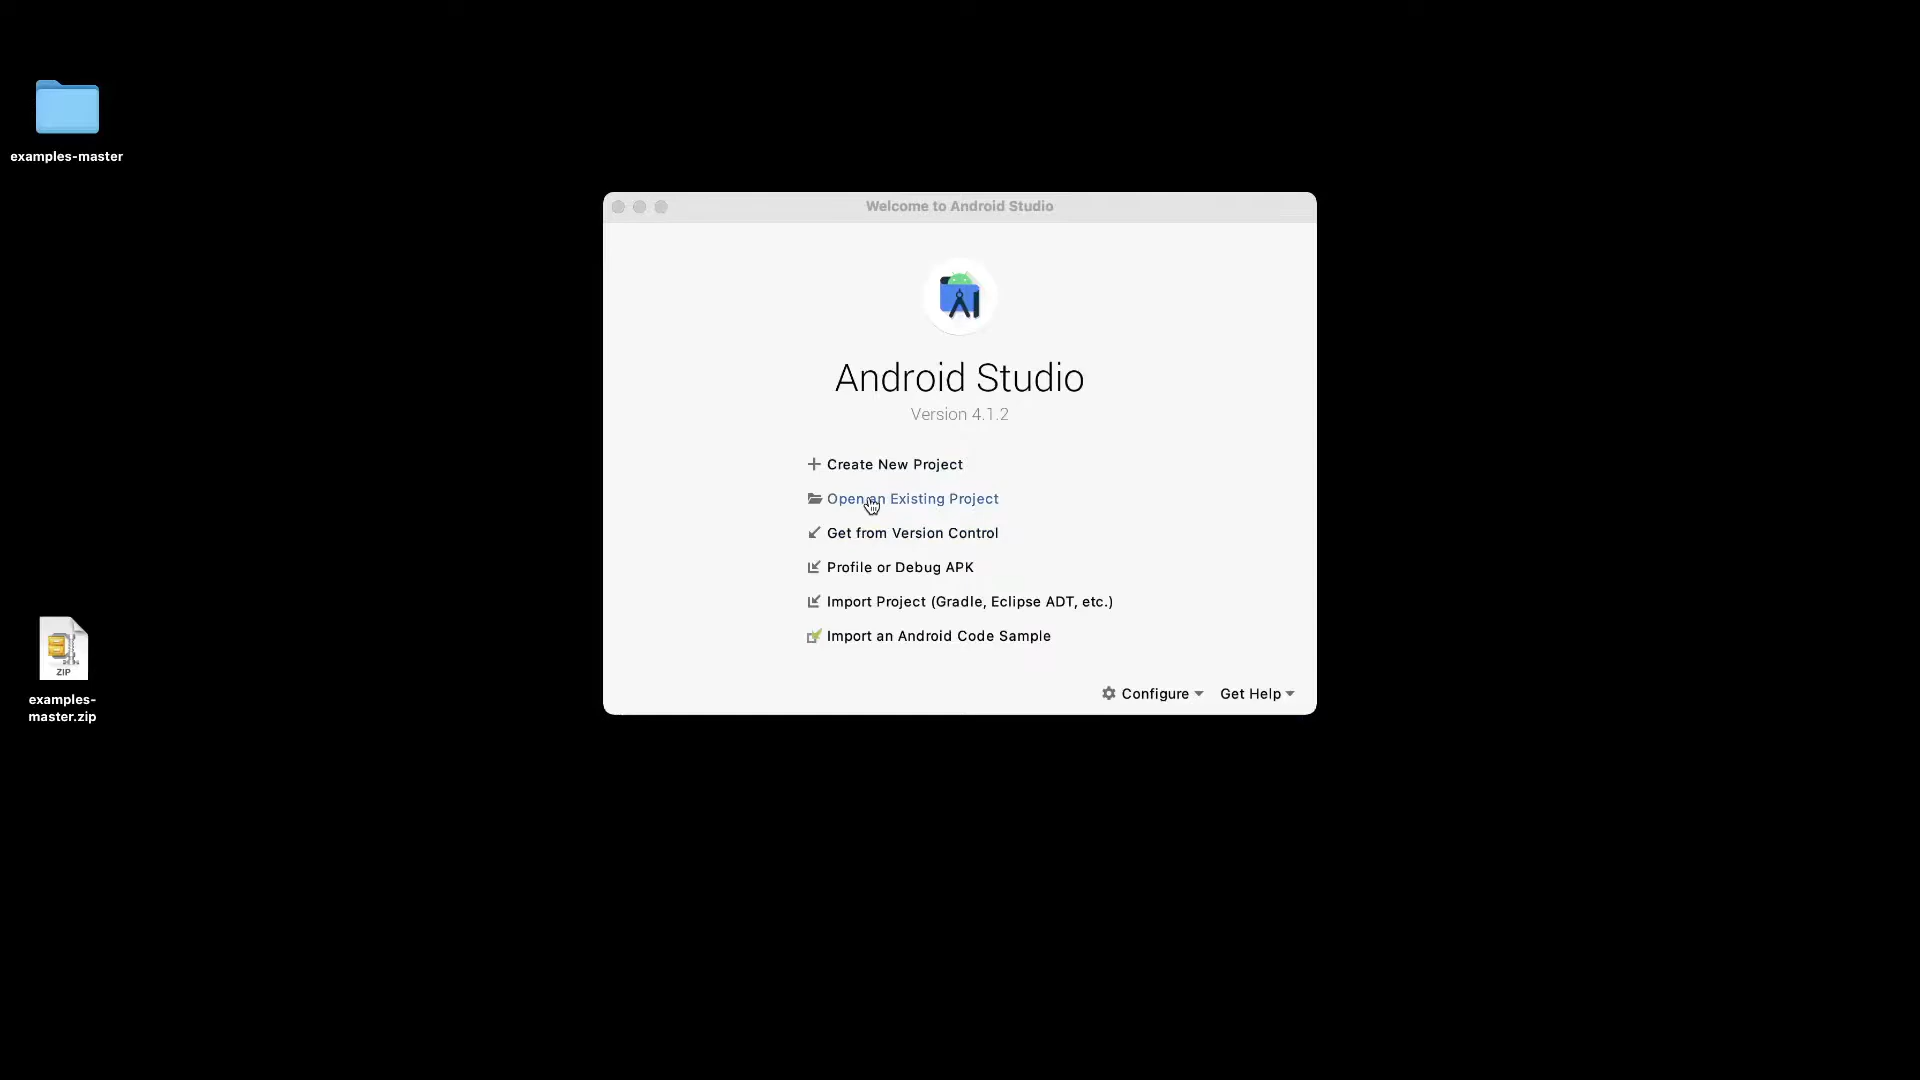 examples-master
Welcome to Android Studio
Android Studio
Version 4.1.2
Create New Project
Open an Existing Project
Get from Version Control
Profile or Debug APK
Import Project (Gradle, Eclipse ADT, etc.)
Import an Android Code Sample
Configure
Get Help
ZIP
examples-
master.zip